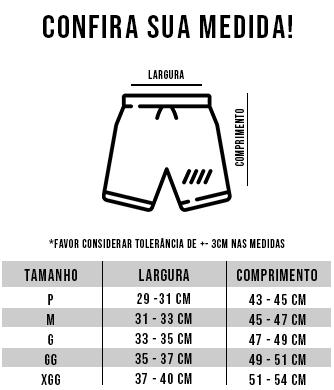 CONFIRA SUA MEDIDA!
LARGURA
COMPRIMENTO
*FAVOR CONSIDERAR TOLERÂNCIA DE +- 3CM NAS MEDIDAS
TAMANHO LARGURA COMPRIMENTO
P 29 -31 CM 43 - 45 CM
M 31 - 33 CM 45 - 47 CM
G 33 - 35 CM 47 - 49 CM
GG 35 - 37 CM 49 - 51 CM
XGG 37 - 40 CM 51 - 54 CM